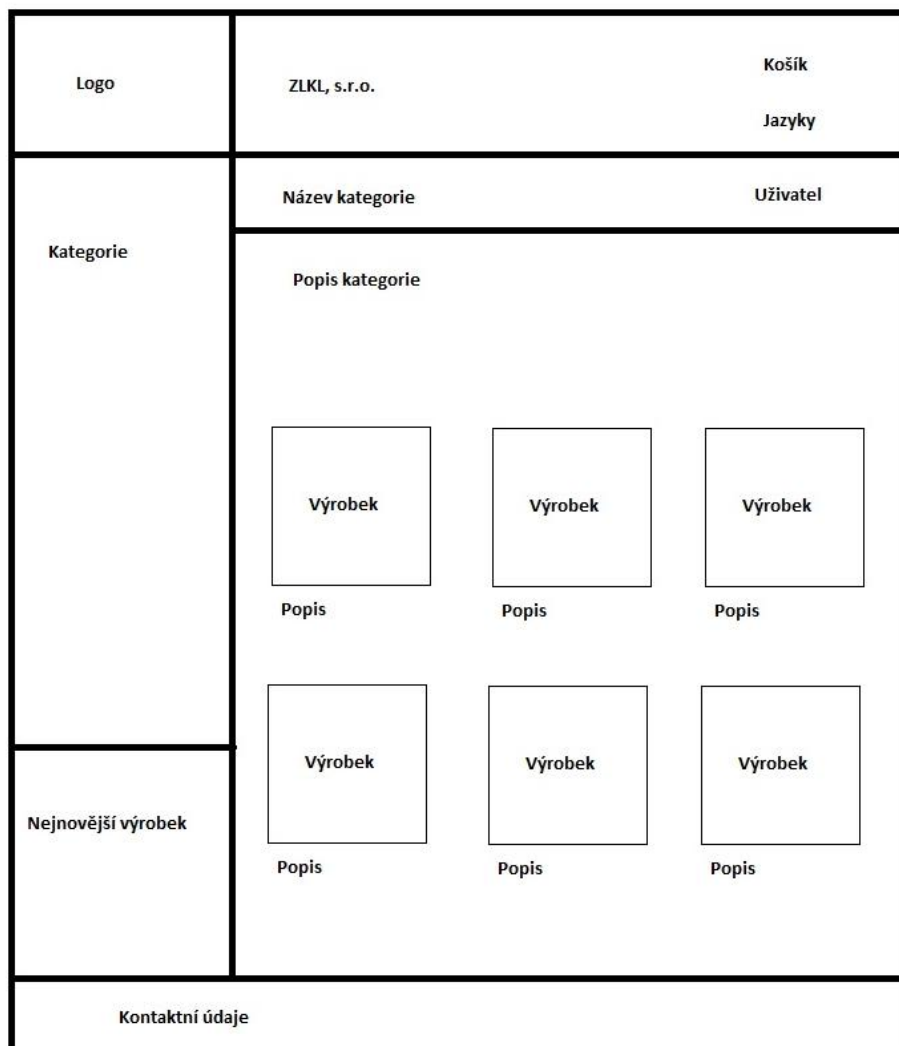 Logo
ZLKL, s.r.o.
Košík
Jazyky
Kategorie
Název kategorie
Uživatel
Popis kategorie
Výrobek
Výrobek
Výrobek
Popis
Popis
Popis
Výrobek
Výrobek
Výrobek
Popis
Popis
Popis
Nejnovější výrobek
Kontaktní údaje